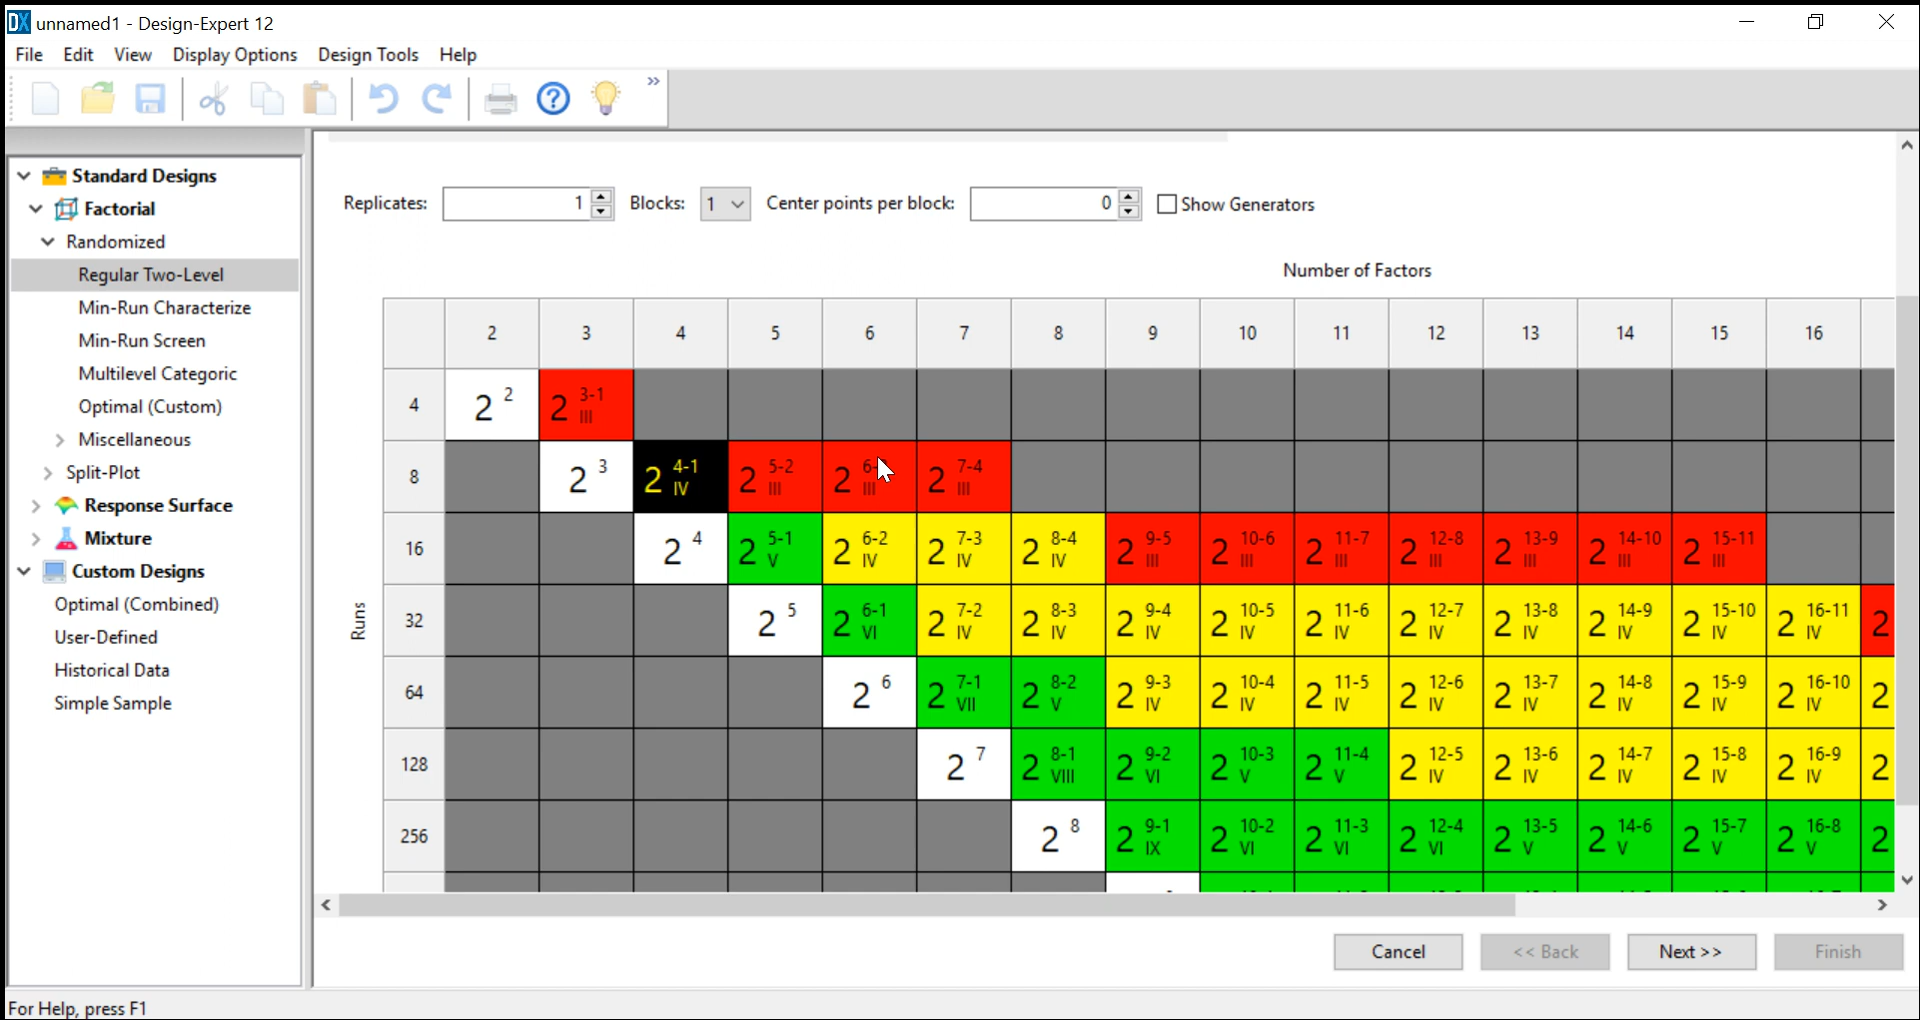 unnamed1 - Design-Expert 12
File Edit View Display Options Design Tools Help
Standard Designs
Factorial
Randomized
Regular Two-Level
Min-Run Characterize
Min-Run Screen
Multilevel Categoric
Optimal (Custom)
Miscellaneous
Split-Plot
Response Surface
Mixture
Custom Designs
Optimal (Combined)
User-Defined
Historical Data
Simple Sample
Replicates: 1 Blocks: 1 Center points per block: 0 Show Generators
Number of Factors
2 3 4 5 6 7 8 9 10 11 12 13 14 15 16
Runs
4 2 2 2 3-1 III
8 2 3 2 4-1 IV 2 5-2 III 2 III 2 7-4 III
16 2 4 2 5-1 V 2 6-2 IV 2 7-3 IV 2 8-4 IV 2 9-5 III 2 10-6 III 2 11-7 III 2 12-8 III 2 13-9 III 2 14-10 III 2 15-11 III
32 2 5 2 6-1 VI 2 7-2 IV 2 8-3 IV 2 9-4 IV 2 10-5 IV 2 11-6 IV 2 12-7 IV 2 13-8 IV 2 14-9 IV 2 15-10 IV 2 16-11 IV 2
64 2 6 2 7-1 VII 2 8-2 V 2 9-3 IV 2 10-4 IV 2 11-5 IV 2 12-6 IV 2 13-7 IV 2 14-8 IV 2 15-9 IV 2 16-10 IV 2
128 2 7 2 8-1 VIII 2 9-2 VI 2 10-3 V 2 11-4 V 2 12-5 IV 2 13-6 IV 2 14-7 IV 2 15-8 IV 2 16-9 IV 2
256 2 8 2 9-1 IX 2 10-2 VI 2 11-3 VI 2 12-4 VI 2 13-5 V 2 14-6 V 2 15-7 V 2 16-8 V 2
Cancel << Back Next >> Finish
For Help, press F1